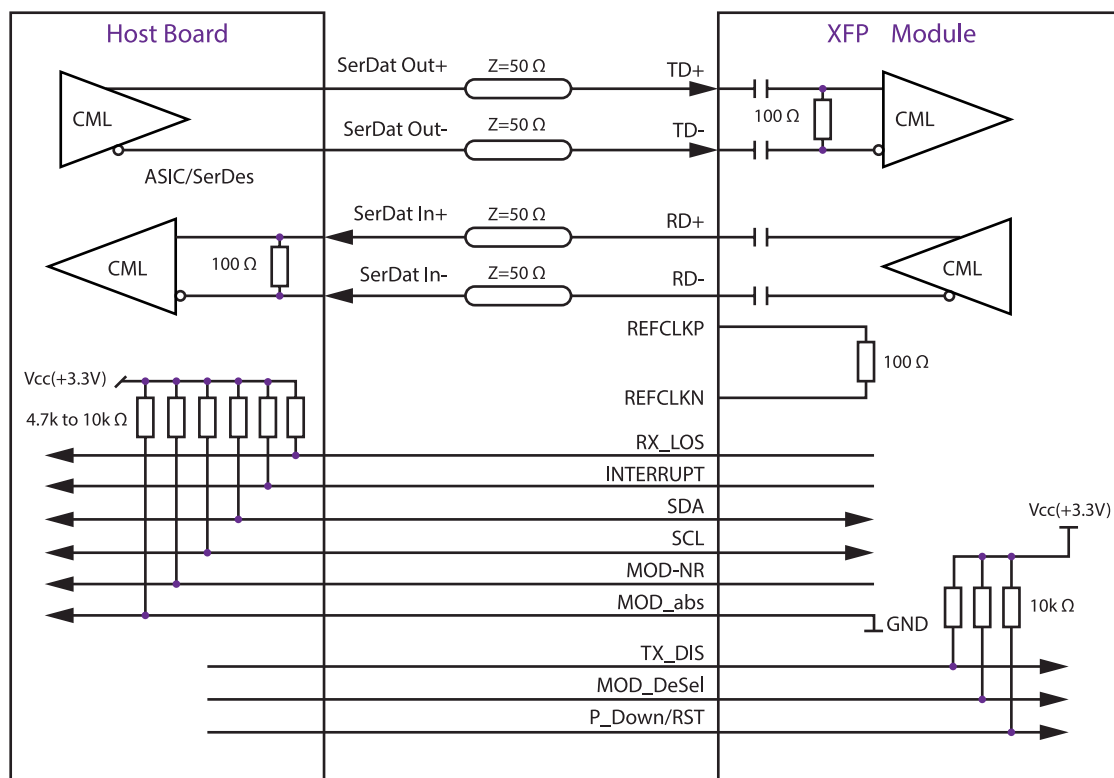 Host Board
XFP Module
SerDat Out+
Z=50 Ω
TD+
CML
100 Ω
CML
SerDat Out-
Z=50 Ω
TD-
ASIC/SerDes
SerDat In+
Z=50 Ω
RD+
CML
100 Ω
CML
SerDat In-
Z=50 Ω
RD-
REFCLKP
100 Ω
REFCLKN
Vcc(+3.3V)
4.7k to 10k Ω
RX_LOS
INTERRUPT
SDA
Vcc(+3.3V)
SCL
MOD-NR
MOD_abs
10k Ω
GND
TX_DIS
MOD_DeSel
P_Down/RST